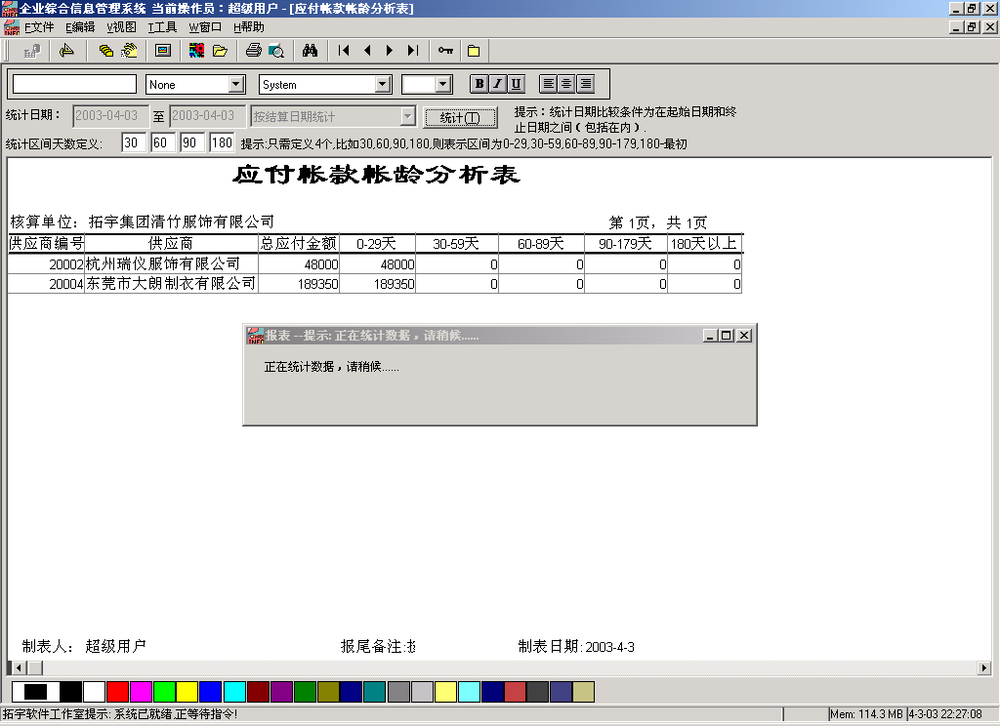 企业综合信息管理系统 当前操作员：超级用户 - [应付帐款帐龄分析表]
F文件 E编辑 V视图 T工具 W窗口 H帮助
None System B I U
统计日期： 2003-04-03 至 2003-04-03 按结算日期统计 统计(T) 提示：统计日期比较条件为在起始日期和终
止日期之间（包括在内）.
统计区间天数定义: 30 60 90 180 提示:只需定义4个,比如30,60,90,180,则表示区间为0-29,30-59,60-89,90-179,180-最初
应付帐款帐龄分析表
核算单位: 拓宇集团清竹服饰有限公司 第 1页, 共 1页
供应商编号 供应商 总应付金额 0-29天 30-59天 60-89天 90-179天 180天以上
20002 杭州瑞仪服饰有限公司 48000 48000 0 0 0 0
20004 东莞市大朗制衣有限公司 189350 189350 0 0 0 0
报表 --提示: 正在统计数据，请稍候......
正在统计数据，请稍候......
制表人: 超级用户 报尾备注: 制表日期: 2003-4-3
拓宇软件工作室提示: 系统已就绪,正等待指令! Mem: 114.3 MB 4-3-03 22:27:08